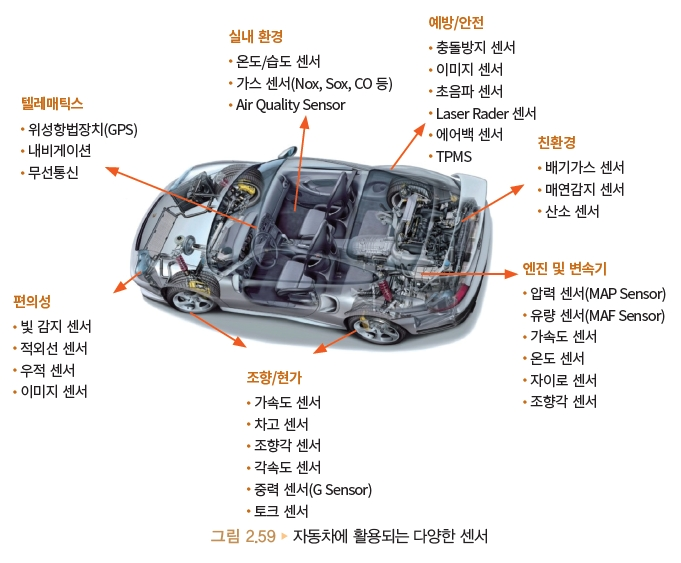 실내 환경
• 온도/습도 센서
• 가스 센서(Nox, Sox, CO 등)
• Air Quality Sensor
예방/안전
• 충돌방지 센서
• 이미지 센서
• 초음파 센서
• Laser Rader 센서
• 에어백 센서
• TPMS
텔레매틱스
• 위성항법장치(GPS)
• 내비게이션
• 무선통신
친환경
• 배기가스 센서
• 매연감지 센서
• 산소 센서
엔진 및 변속기
• 압력 센서(MAP Sensor)
• 유량 센서(MAF Sensor)
• 가속도 센서
• 온도 센서
• 자이로 센서
• 조향각 센서
편의성
• 빛 감지 센서
• 적외선 센서
• 우적 센서
• 이미지 센서
조향/현가
• 가속도 센서
• 차고 센서
• 조향각 센서
• 각속도 센서
• 중력 센서(G Sensor)
• 토크 센서
그림 2.59 ▶ 자동차에 활용되는 다양한 센서